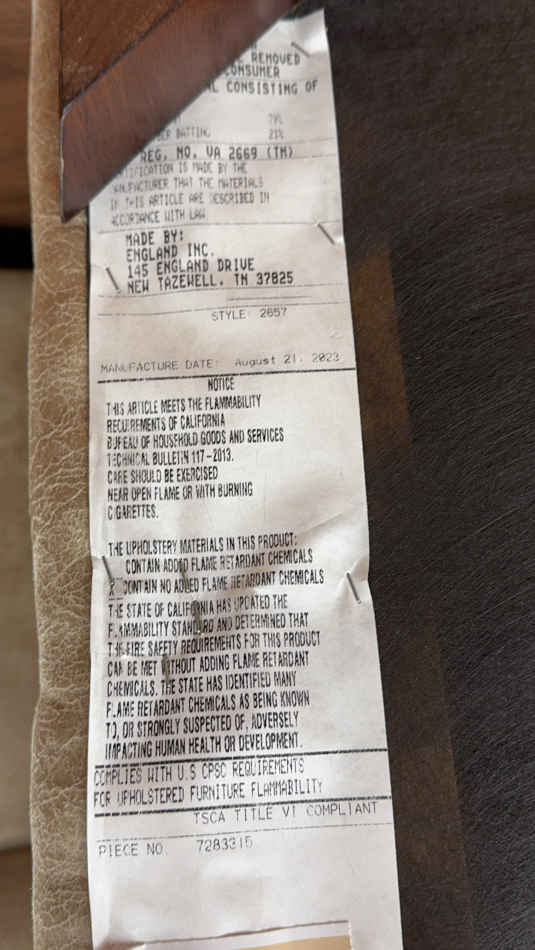 REMOVED
CONSUMER
CONSISTING OF
79%
BATTING 21%
REG. NO. VA 2669 (TN)
IS MADE BY THE
THAT THE MATERIALS
IN THIS ARTICLE ARE DESCRIBED IN
ACCORDANCE WITH LAW
MADE BY:
ENGLAND INC.
145 ENGLAND DRIVE
NEW TAZEWELL, TN 37825
STYLE: 2657
MANUFACTURE DATE: August 21, 2023
NOTICE
THIS ARTICLE MEETS THE FLAMMABILITY
REQUIREMENTS OF CALIFORNIA
BUREAU OF HOUSEHOLD GOODS AND SERVICES
TECHNICAL BULLETIN 117-2013.
CARE SHOULD BE EXERCISED
NEAR OPEN FLAME OR WITH BURNING
CIGARETTES.
THE UPHOLSTERY MATERIALS IN THIS PRODUCT:
CONTAIN ADDED FLAME RETARDANT CHEMICALS
X CONTAIN NO ADDED FLAME RETARDANT CHEMICALS
THE STATE OF CALIFORNIA HAS UPDATED THE
FLAMMABILITY STANDARD AND DETERMINED THAT
THE FIRE SAFETY REQUIREMENTS FOR THIS PRODUCT
CAN BE MET WITHOUT ADDING FLAME RETARDANT
CHEMICALS. THE STATE HAS IDENTIFIED MANY
FLAME RETARDANT CHEMICALS AS BEING KNOWN
TO, OR STRONGLY SUSPECTED OF, ADVERSELY
IMPACTING HUMAN HEALTH OR DEVELOPMENT.
COMPLIES WITH U.S CPSC REQUIREMENTS
FOR UPHOLSTERED FURNITURE FLAMMABILITY
TSCA TITLE VI COMPLIANT
PIECE NO. 7283315